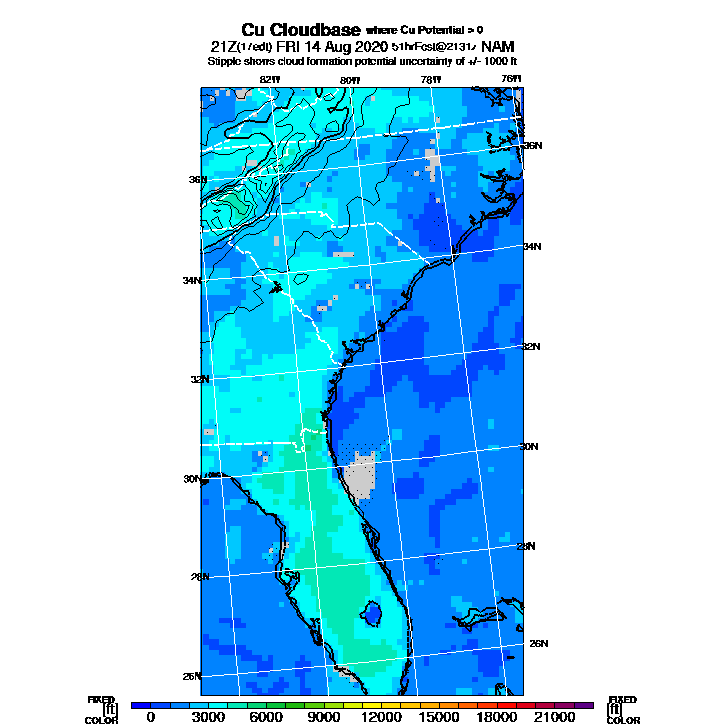 Cu Cloudbase where Cu Potential > 0
21Z(17edt) FRI 14 Aug 2020 51hrFcst@2131z NAM
Stipple shows cloud formation potential uncertainty of +/- 1000 ft
82W 80W 78W 76W
36N
36N
34N
34N
32N
32N
30N
30N
28N
28N
26N
26N
FIXED FIXED
[ft] [ft]
COLOR COLOR
0 3000 6000 9000 12000 15000 18000 21000